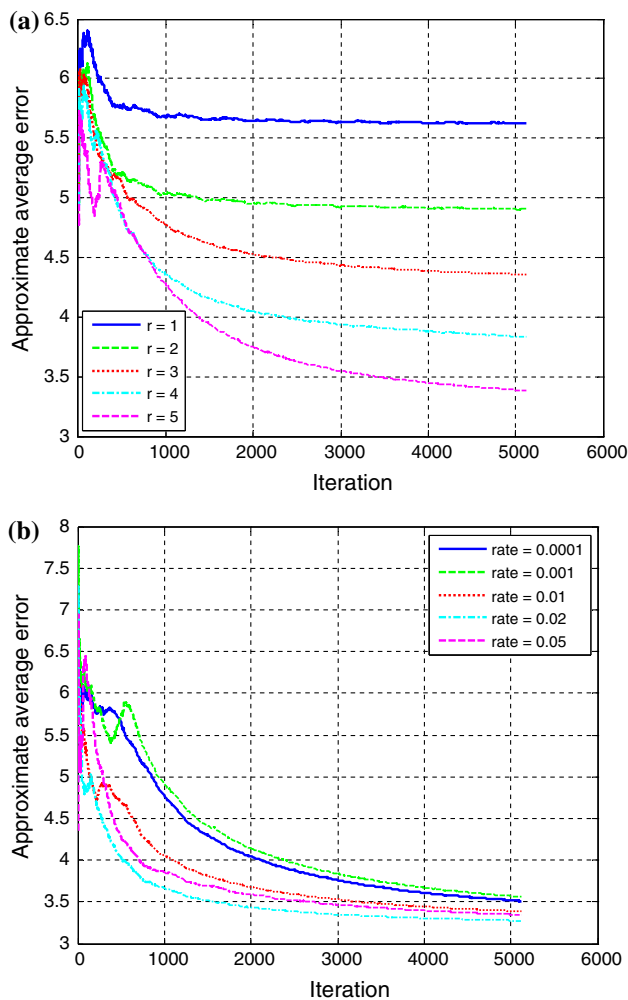 (a)
6.5
6
5.5
5
4.5
4
3.5
3
Approximate average error
r = 1
r = 2
r = 3
r = 4
r = 5
0 1000 2000 3000 4000 5000 6000
Iteration
(b)
8
7.5
7
6.5
6
5.5
5
4.5
4
3.5
3
Approximate average error
rate = 0.0001
rate = 0.001
rate = 0.01
rate = 0.02
rate = 0.05
0 1000 2000 3000 4000 5000 6000
Iteration